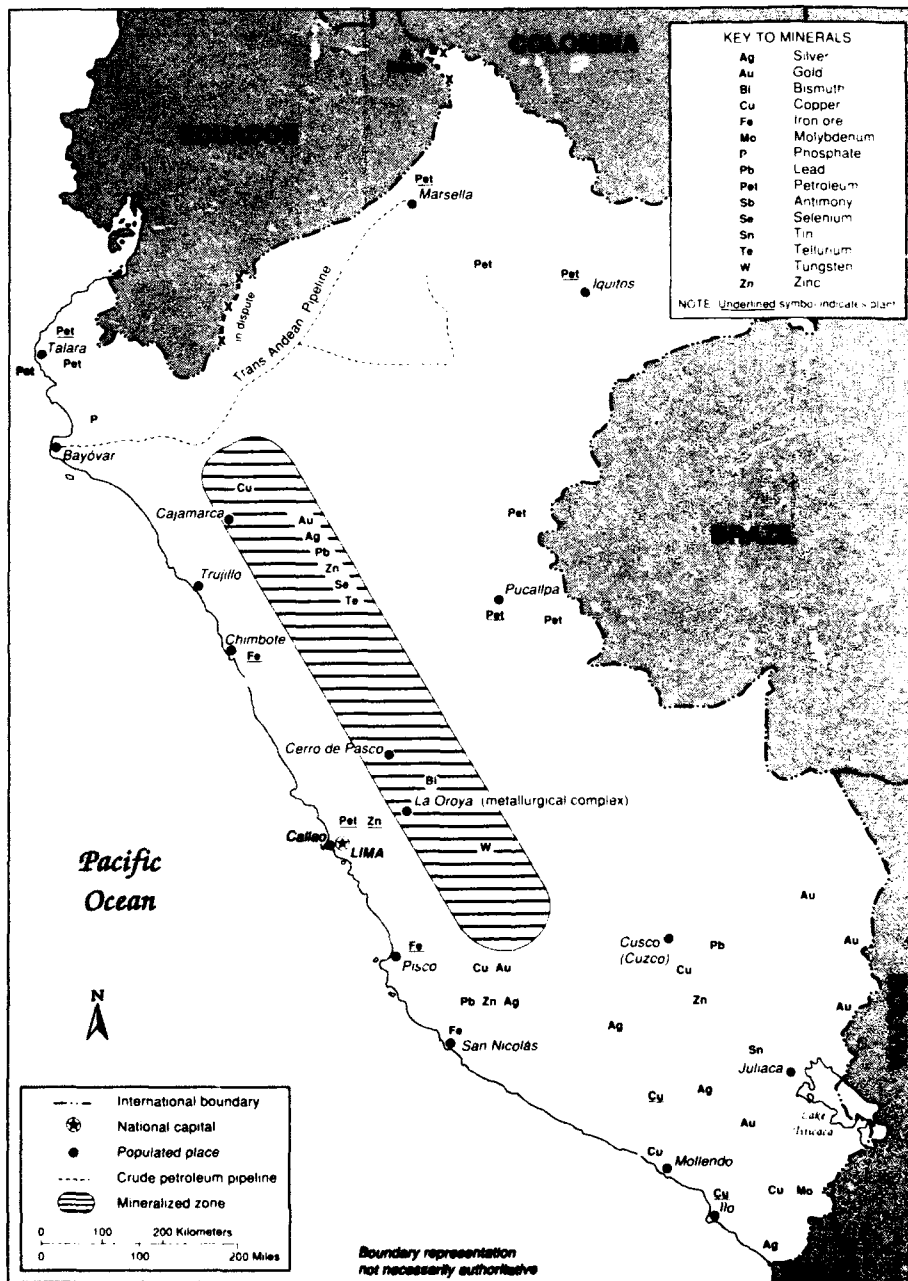 COLOMBIA
ECUADOR
KEY TO MINERALS
Ag Silver
Au Gold
Bi Bismuth
Cu Copper
Fe Iron ore
Mo Molybdenum
P Phosphate
Pb Lead
Pet Petroleum
Sb Antimony
Se Selenium
Sn Tin
Te Tellurium
W Tungsten
Zn Zinc
NOTE: Underlined symbol indicates plant
Pet
Marsella
Pet
Pet
Iquitos
in dispute
Trans Andean Pipeline
Pet
Talara
Pet
Pet
P
Bayóvar
Cu
Cajamarca
Au
Au
Ag
Pb
Zn
Se
Te
Pet
BRAZIL
Trujillo
Pucallpa
Pet
Pet
Chimbote
Fe
Cerro de Pasco
Bi
La Oroya (metallurgical complex)
Pet Zn
Callao
LIMA
W
Pacific
Ocean
Au
Cusco
(Cuzco)
Pb
Au
Fe
Pisco
Cu Au
Cu
Pb Zn Ag
Zn
Au
N
Ag
Fe
San Nicolás
Sn
Juliaca
Cu
Ag
Lake
Titicaca
Au
Cu
Mollendo
Cu Mo
Cu
Ilo
Ag
International boundary
National capital
Populated place
Crude petroleum pipeline
Mineralized zone
0 100 200 Kilometers
0 100 200 Miles
Boundary representation
not necessarily authoritative